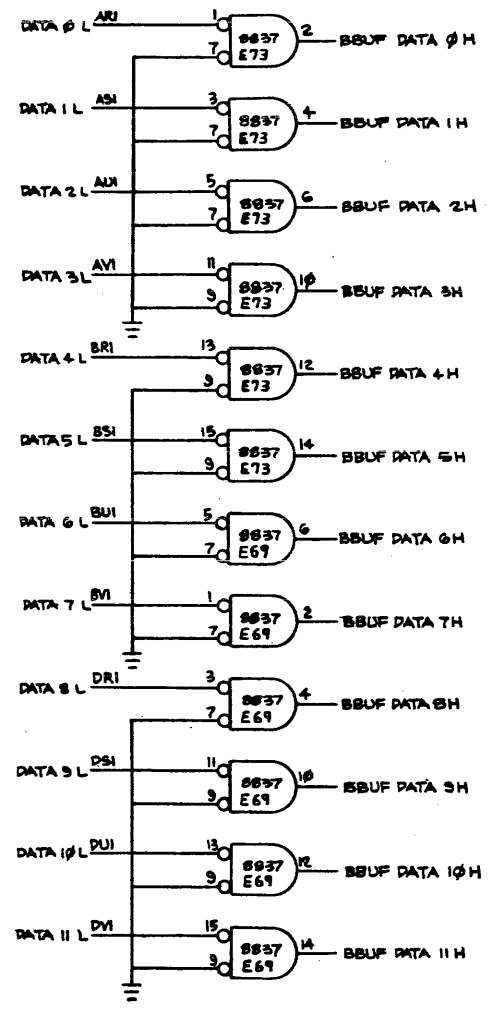 DATA Ø L AR1 1 2 BBUF DATA Ø H
8837
7 E73
DATA 1 L AS1 3 4 BBUF DATA 1 H
8837
7 E73
DATA 2 L AU1 5 6 BBUF DATA 2H
8837
7 E73
DATA 3 L AV1 11 1Ø BBUF DATA 3H
8837
9 E73
DATA 4 L BR1 13 12 BBUF DATA 4 H
8837
9 E73
DATA 5 L BS1 15 14 BBUF DATA 5H
8837
9 E73
DATA 6 L BU1 5 6 BBUF DATA 6H
8837
7 E69
DATA 7 L BV1 1 2 BBUF DATA 7H
8837
7 E69
DATA 8 L DR1 3 4 BBUF DATA 8H
8837
7 E69
DATA 9 L DS1 11 1Ø BBUF DATA 9H
8837
9 E69
DATA 1Ø L DU1 13 12 BBUF DATA 1Ø H
8837
9 E69
DATA 11 L DV1 15 14 BBUF DATA 11 H
8837
9 E69